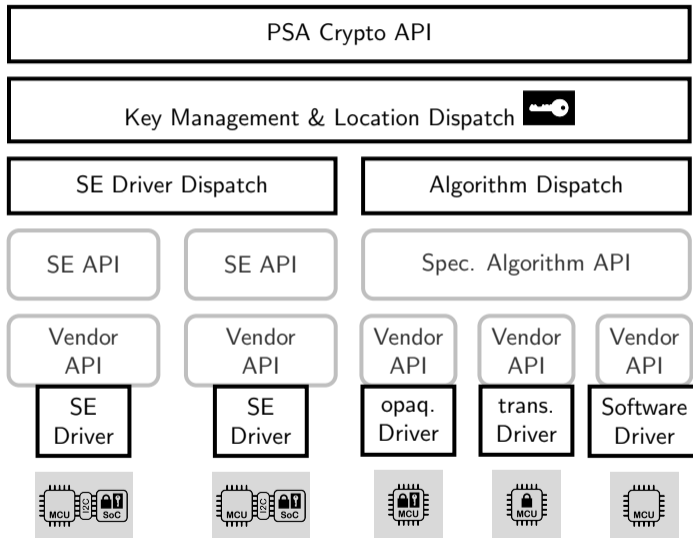 PSA Crypto API
Key Management & Location Dispatch
SE Driver Dispatch
Algorithm Dispatch
SE API
SE API
Spec. Algorithm API
Vendor
API
Vendor
API
Vendor
API
Vendor
API
Vendor
API
SE
Driver
SE
Driver
opaq.
Driver
trans.
Driver
Software
Driver
MCU
I2C
SoC
MCU
I2C
SoC
MCU
MCU
MCU